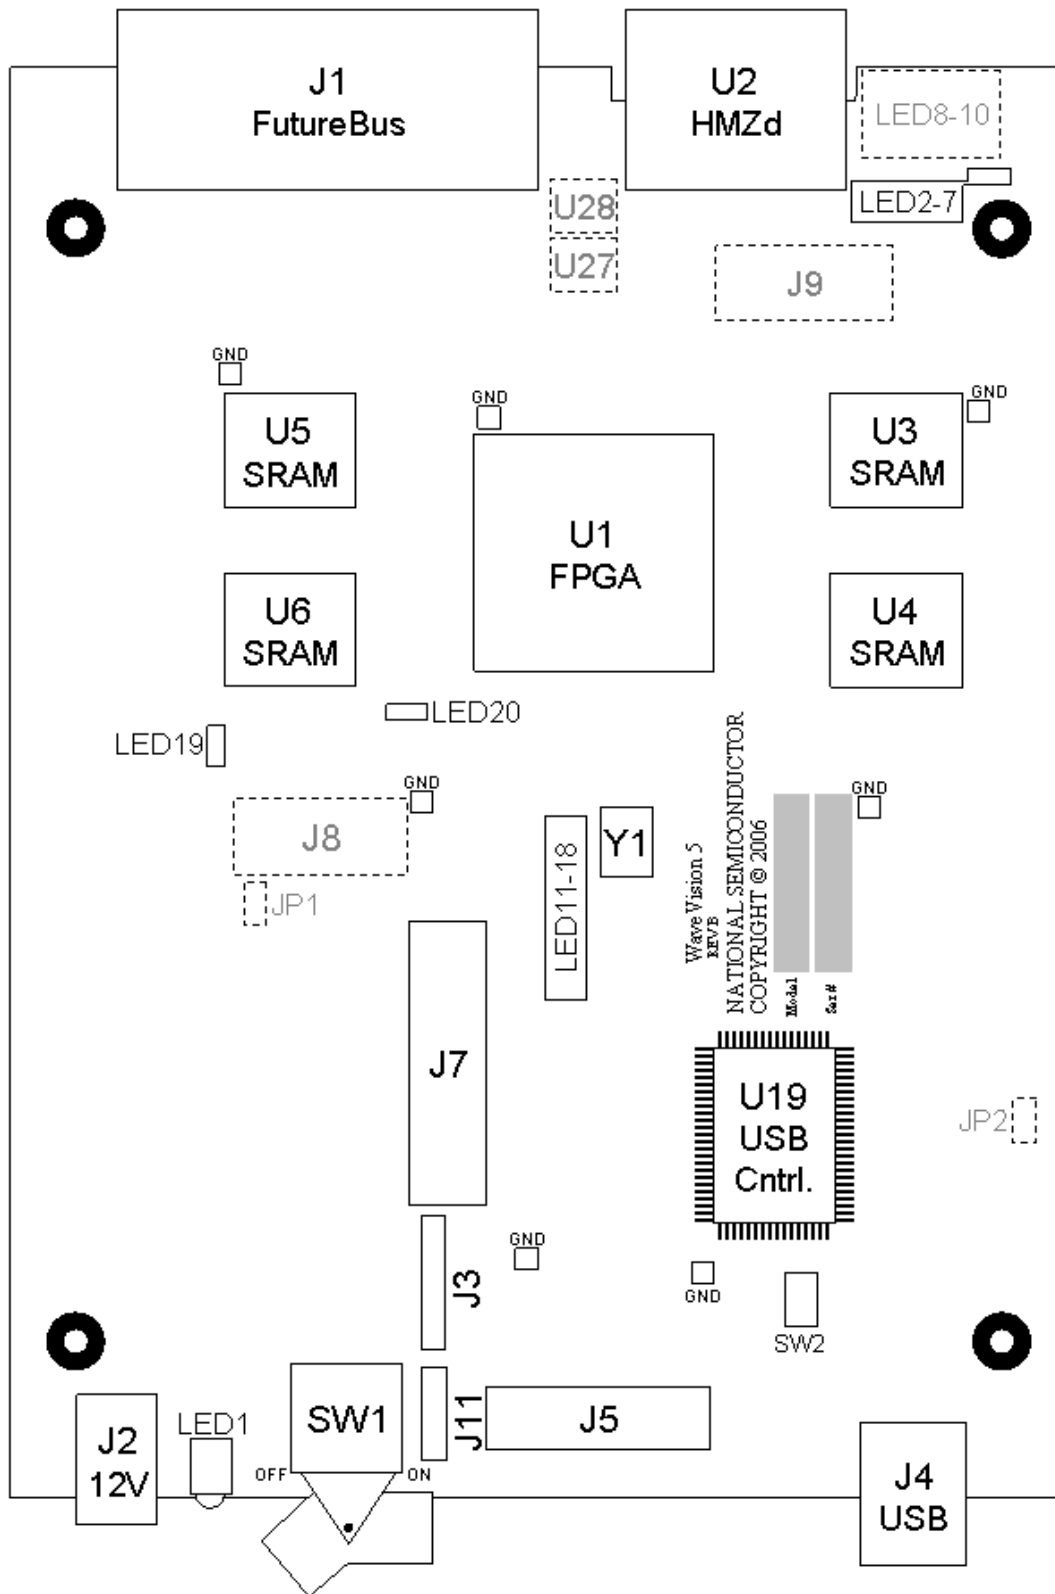 J1
FutureBus
U2
HMZd
LED8-10
LED2-7
U28
U27
J9
GND
U5
SRAM
GND
U1
FPGA
GND
U3
SRAM
U6
SRAM
U4
SRAM
LED20
LED19
GND
J8
JP1
LED11-18
Y1
Wave Vision 5
REV B
NATIONAL SEMICONDUCTOR
COPYRIGHT © 2006
Model
Ser#
GND
J7
U19
USB
Cntrl.
JP2
J3
GND
GND
SW2
J2
12V
LED1
SW1
OFF
ON
J11
J5
J4
USB